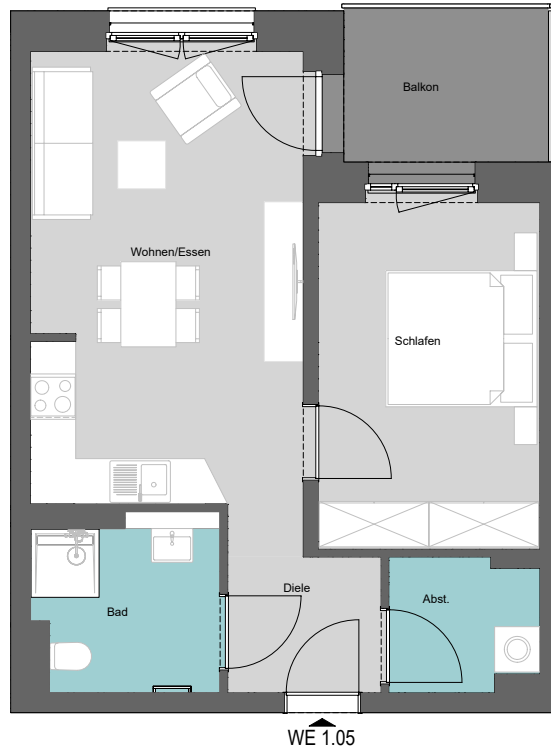 Balkon
Wohnen/Essen
Schlafen
Diele
Abst.
Bad
WE 1.05